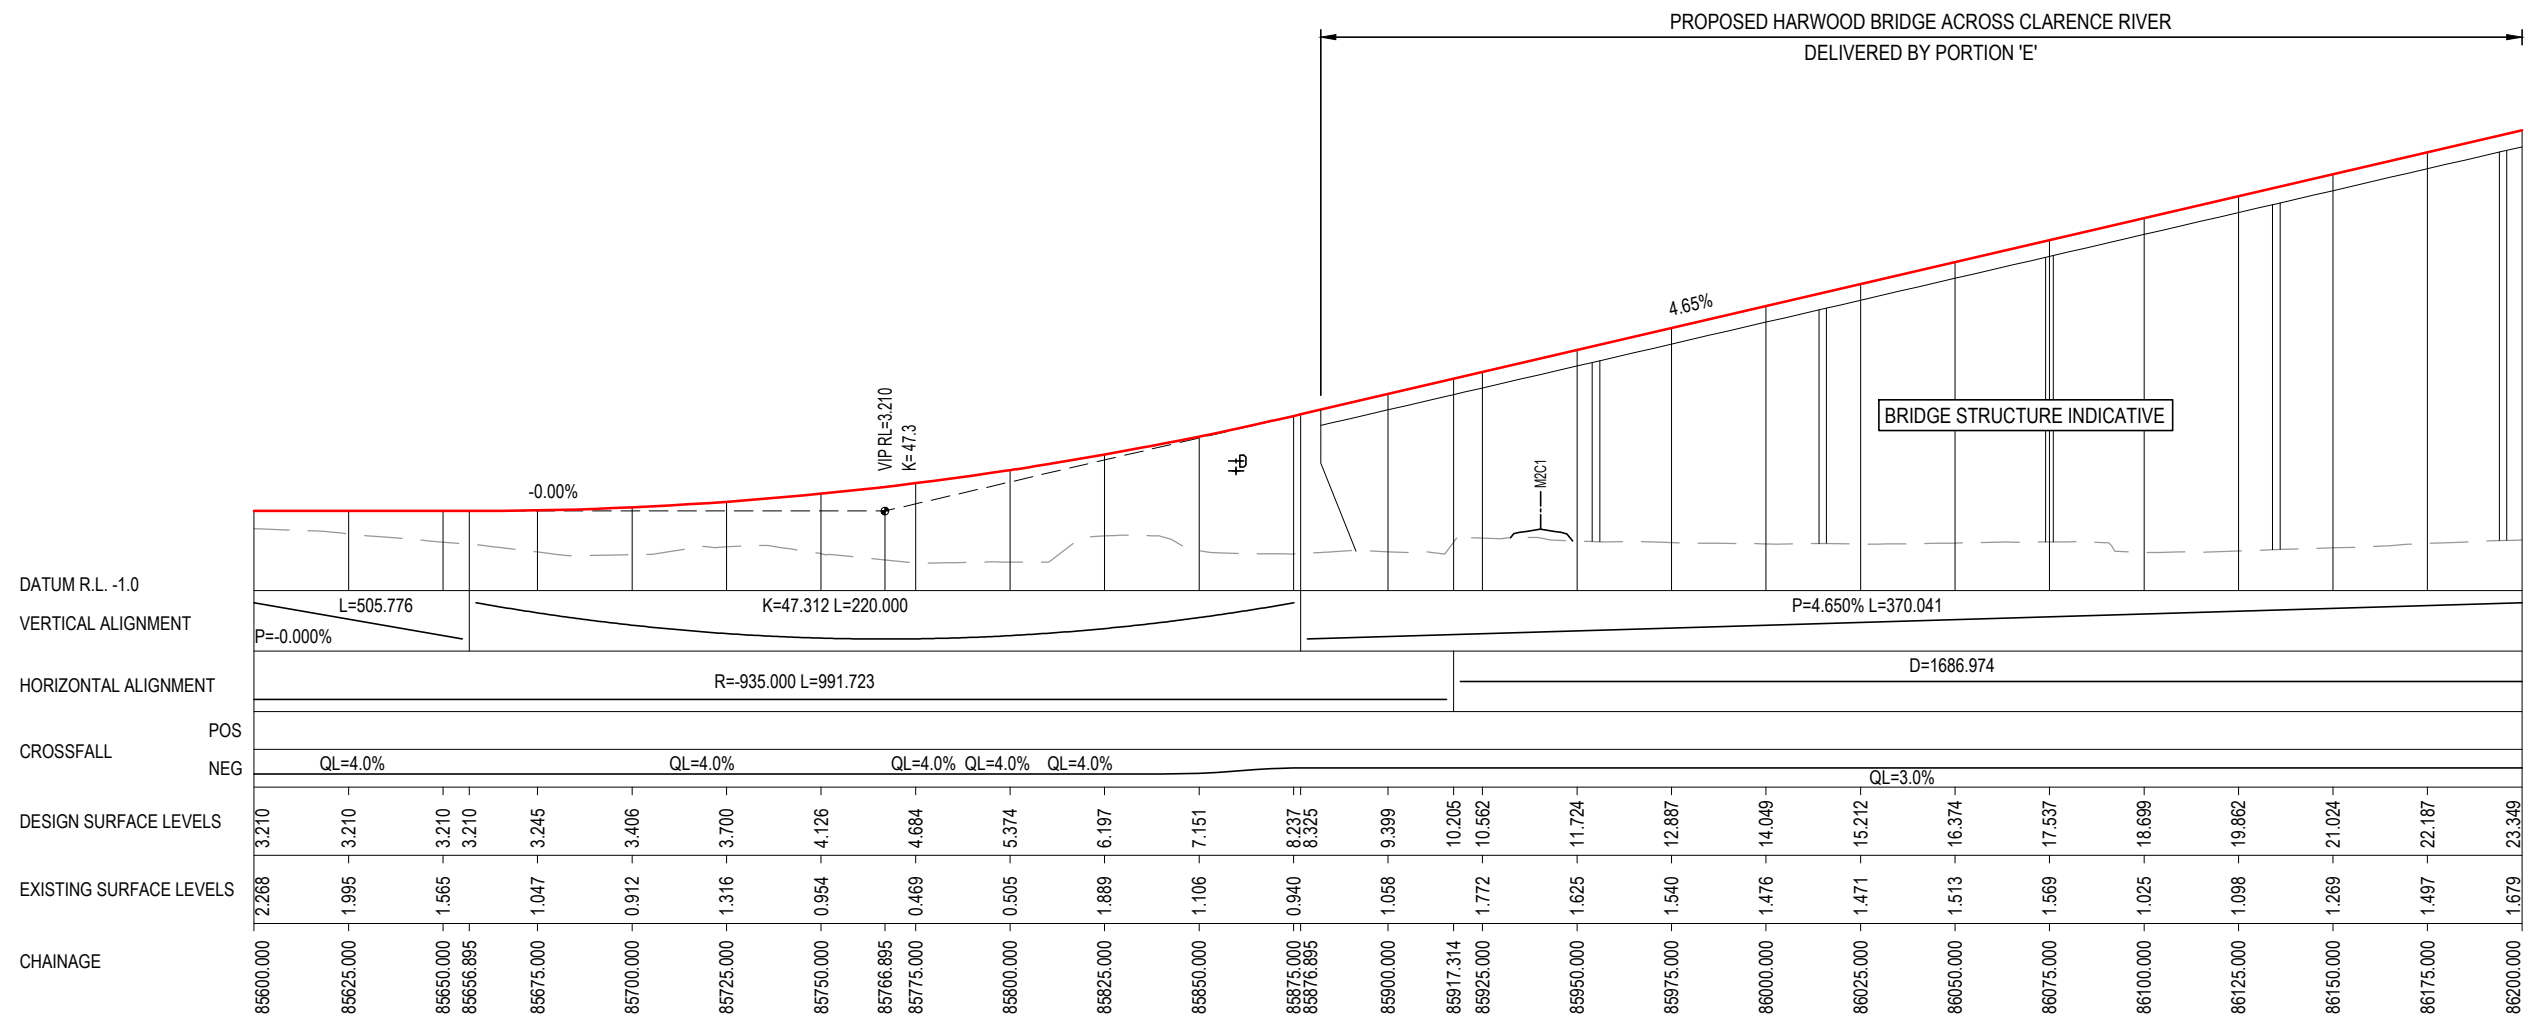 PROPOSED HARWOOD BRIDGE ACROSS CLARENCE RIVER
DELIVERED BY PORTION 'E'
4.65%
BRIDGE STRUCTURE INDICATIVE
VIP RL=3.210
K= 47.3
M2C1
-0.00%
DATUM R.L. -1.0
VERTICAL ALIGNMENT
L=505.776
P=-0.000%
K=47.312 L=220.000
P=4.650% L=370.041
HORIZONTAL ALIGNMENT
R=-935.000 L=991.723
D=1686.974
CROSSFALL
POS
NEG
QL=4.0% QL=4.0% QL=4.0% QL=4.0% QL=4.0% QL=3.0%
DESIGN SURFACE LEVELS
3.210 3.210 3.210 3.210 3.245 3.406 3.700 4.126 4.684 5.374 6.197 7.151 8.237 8.325 9.399 10.205 10.562 11.724 12.887 14.049 15.212 16.374 17.537 18.699 19.862 21.024 22.187 23.349
EXISTING SURFACE LEVELS
2.268 1.995 1.565 1.047 0.912 1.316 0.954 0.469 0.505 1.889 1.106 0.940 1.058 1.772 1.625 1.540 1.476 1.471 1.513 1.569 1.025 1.098 1.269 1.497 1.679
CHAINAGE
85600.000 85625.000 85650.000 85656.895 85675.000 85700.000 85725.000 85750.000 85766.895 85775.000 85800.000 85825.000 85850.000 85875.000 85876.895 85900.000 85917.314 85925.000 85950.000 85975.000 86000.000 86025.000 86050.000 86075.000 86100.000 86125.000 86150.000 86175.000 86200.000